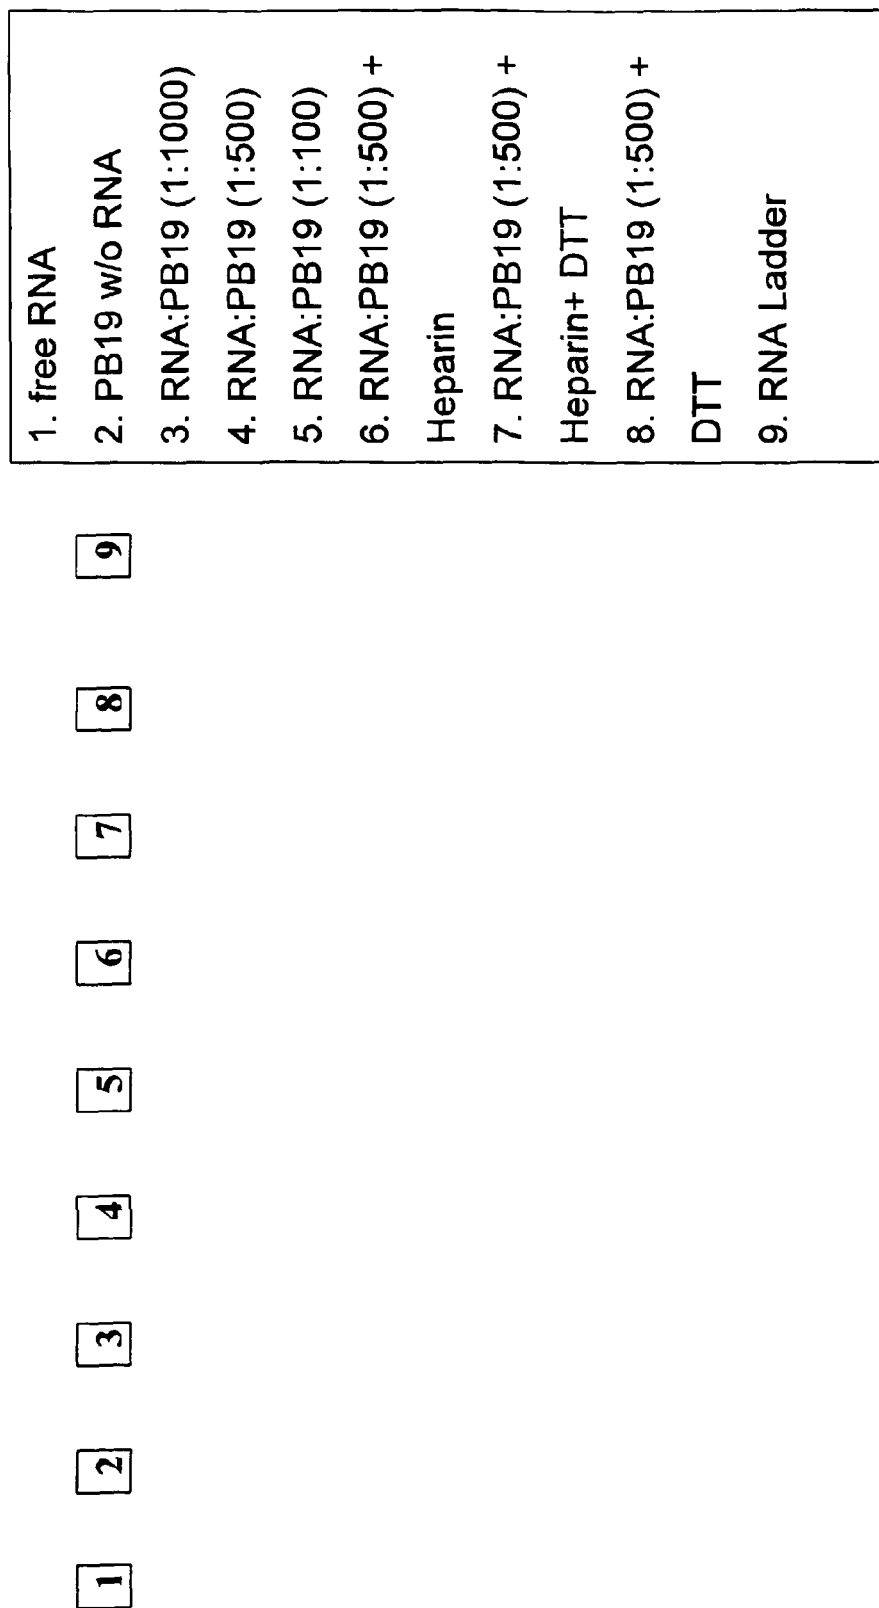 1
2
3
4
5
6
7
8
9
1. free RNA
2. PB19 w/o RNA
3. RNA:PB19 (1:1000)
4. RNA:PB19 (1:500)
5. RNA:PB19 (1:100)
6. RNA:PB19 (1:500) +
Heparin
7. RNA:PB19 (1:500) +
Heparin+ DTT
8. RNA:PB19 (1:500) +
DTT
9. RNA Ladder